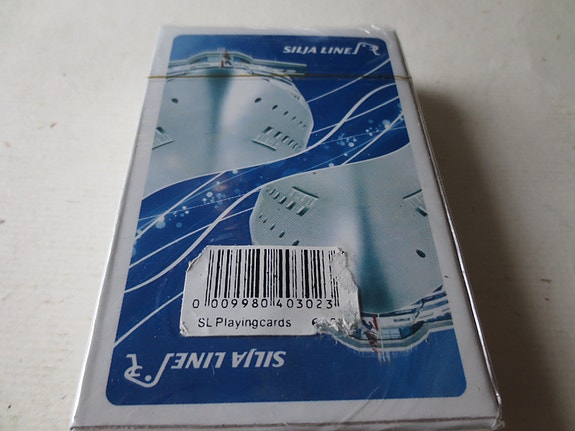 SILJA LINE
0 009980 403023
SL Playingcards
SILJA LINE